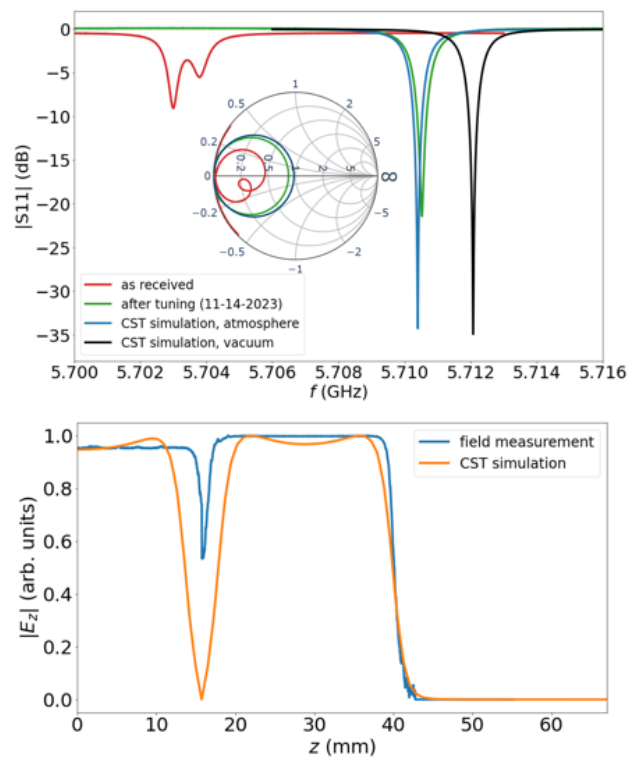 0
−5
−10
−15
−20
−25
−30
−35
|S11| (dB)
0.5
1
2
0.2
5
0
0.2
0.5
1
2
5
∞
−0.2
−5
−0.5
−2
−1
as received
after tuning (11-14-2023)
CST simulation, atmosphere
CST simulation, vacuum
5.700 5.702 5.704 5.706 5.708 5.710 5.712 5.714 5.716
f (GHz)
1.0
0.8
0.6
0.4
0.2
0.0
|Ez| (arb. units)
field measurement
CST simulation
0 10 20 30 40 50 60
z (mm)